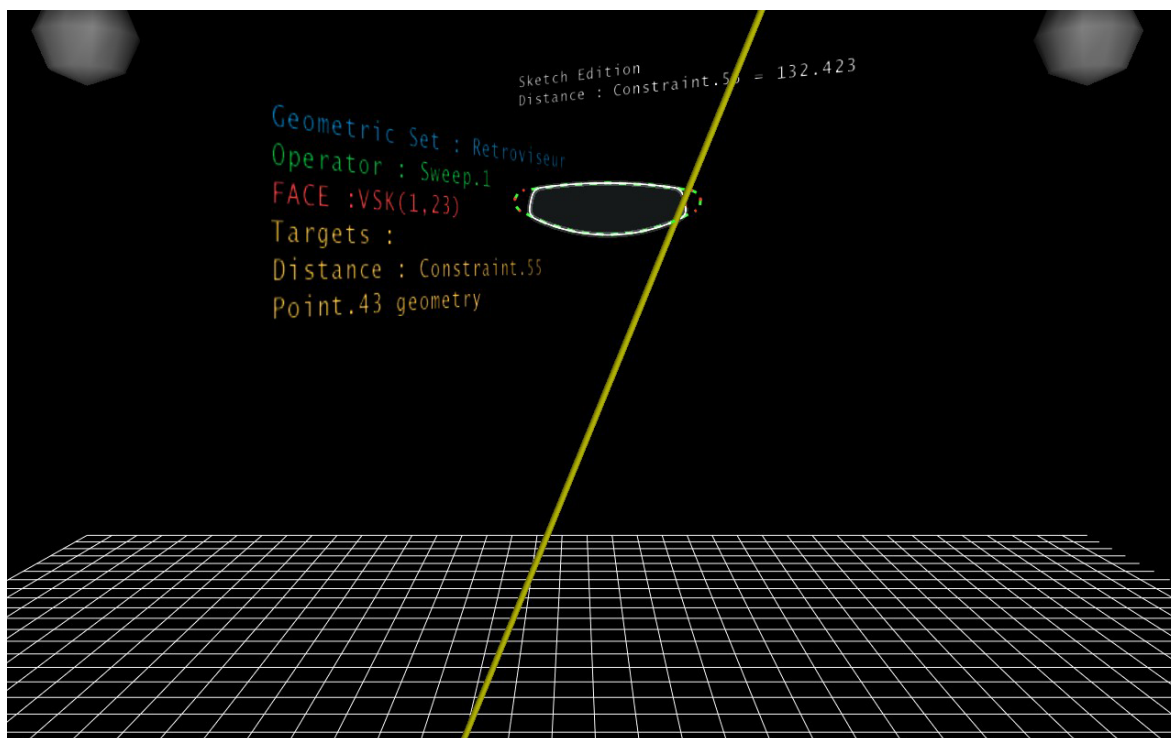 Sketch Edition
Distance : Constraint.55 = 132.423
Geometric Set : Retroviseur
Operator : Sweep.1
FACE :VSK(1,23)
Targets :
Distance : Constraint.55
Point.43 geometry